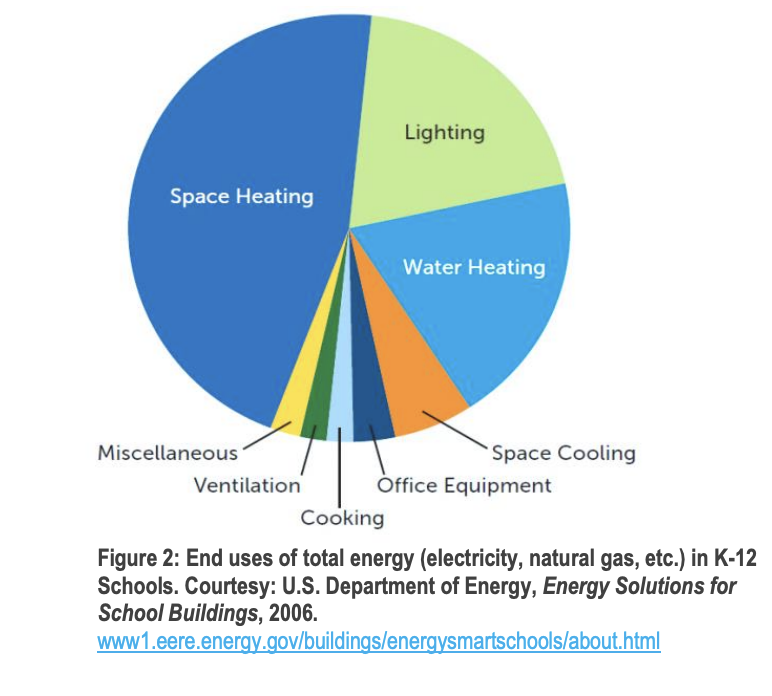 Lighting
Space Heating
Water Heating
Miscellaneous
Space Cooling
Ventilation
Office Equipment
Cooking
Figure 2: End uses of total energy (electricity, natural gas, etc.) in K-12
Schools. Courtesy: U.S. Department of Energy, Energy Solutions for
School Buildings, 2006.
www1.eere.energy.gov/buildings/energysmartschools/about.html